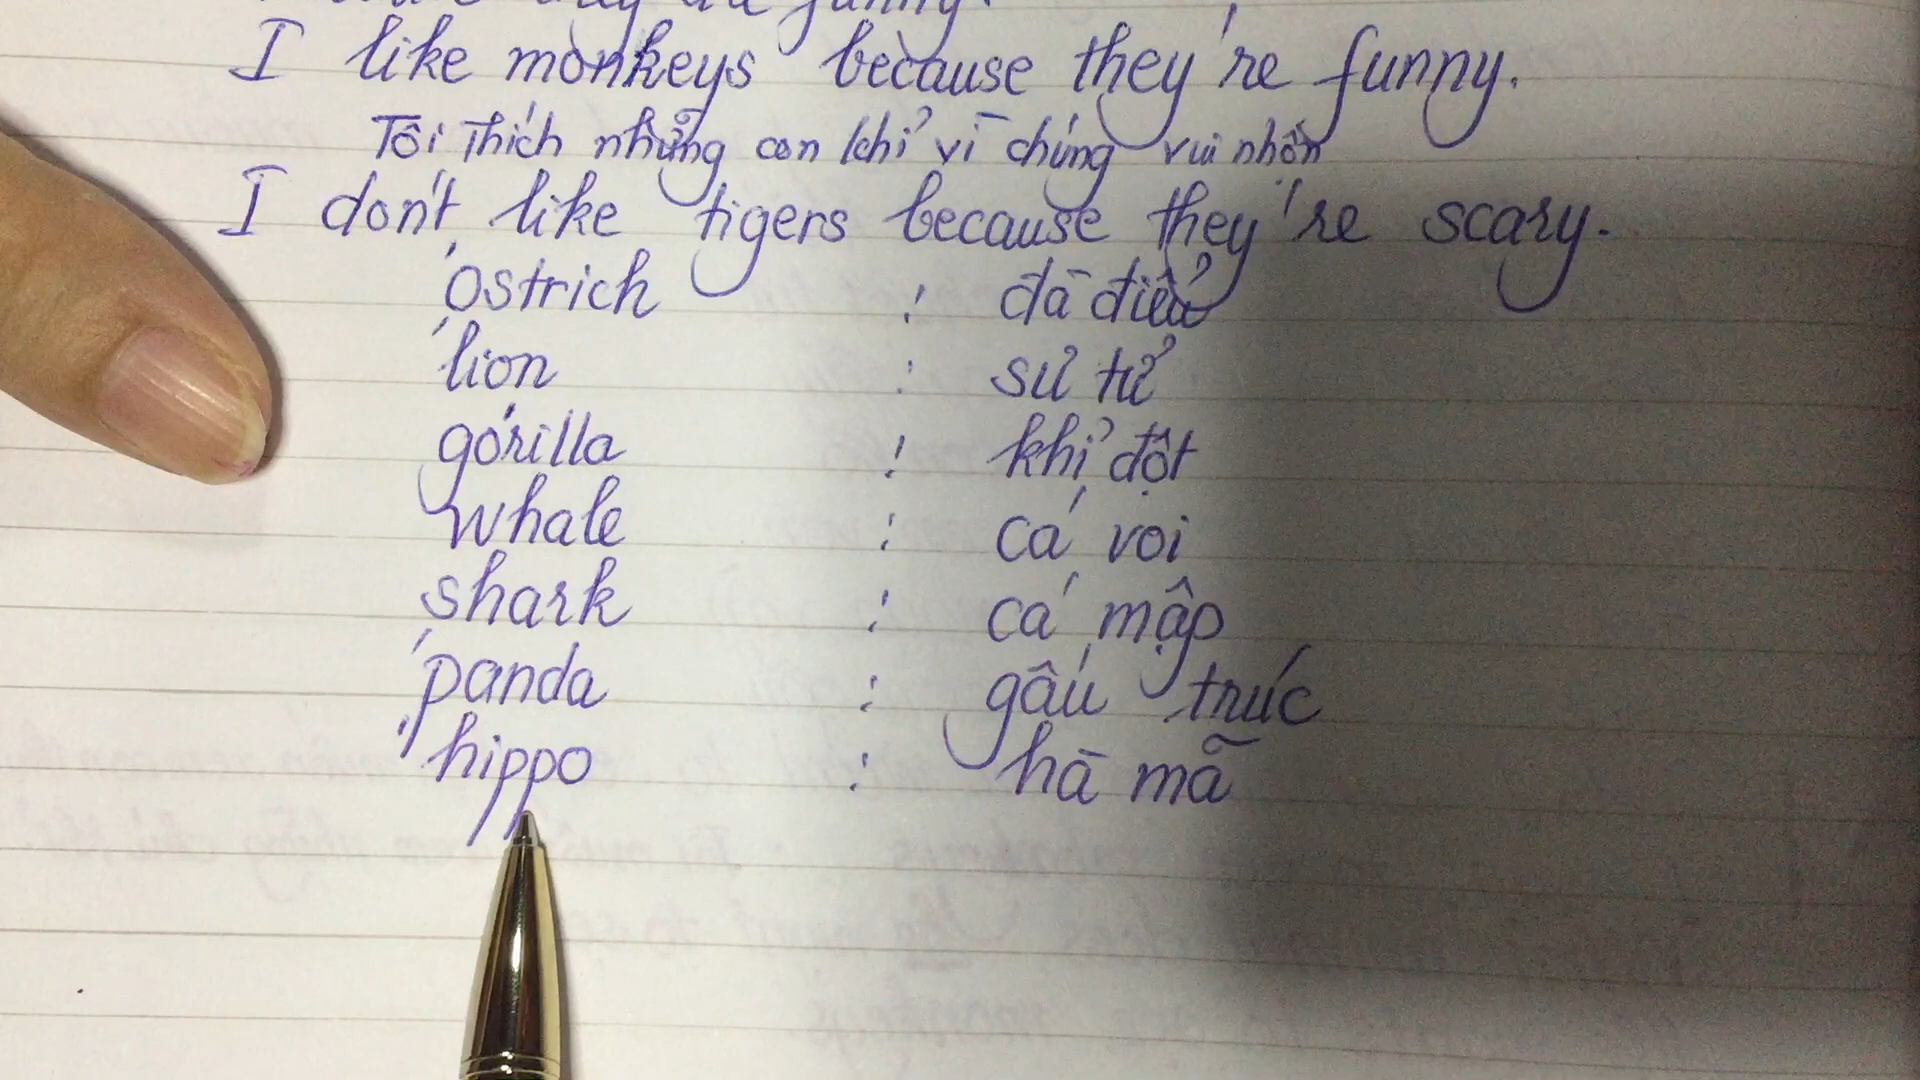 funny.
I like monkeys because they're funny.
Tôi thích những con khỉ vì chúng vui nhộn
I don't like tigers because they're scary.
ostrich : đà điểu
lion : sư tử
gorilla : khỉ đột
whale : cá voi
shark : cá mập
panda : gấu trúc
hippo : hà mã